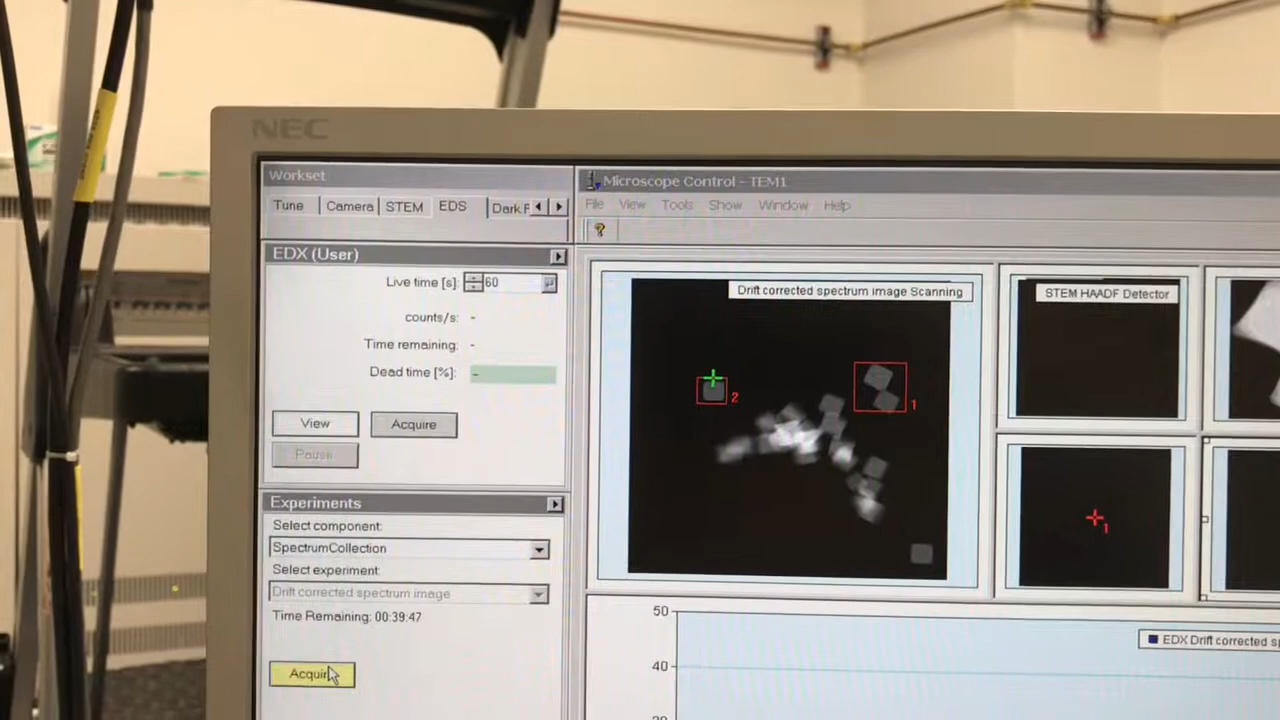 NEC
Workset
Tune Camera STEM EDS Dark F
EDX (User)
Live time [s]: 60
counts/s: -
Time remaining: -
Dead time [%]: -
View Acquire
Pause
Experiments
Select component:
SpectrumCollection
Select experiment:
Drift corrected spectrum image
Time Remaining: 00:39:47
Acquire
Microscope Control - TEM1
File View Tools Show Window Help
?
Drift corrected spectrum image Scanning
2
1
STEM HAADF Detector
1
50
40
EDX Drift corrected sp